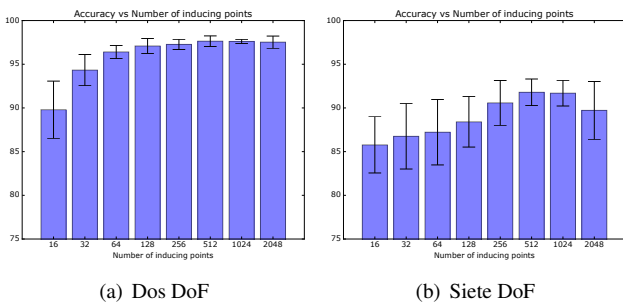 Accuracy vs Number of inducing points
100
95
90
85
80
75
16 32 64 128 256 512 1024 2048
Number of inducing points
(a) Dos DoF
Accuracy vs Number of inducing points
100
95
90
85
80
75
16 32 64 128 256 512 1024 2048
Number of inducing points
(b) Siete DoF